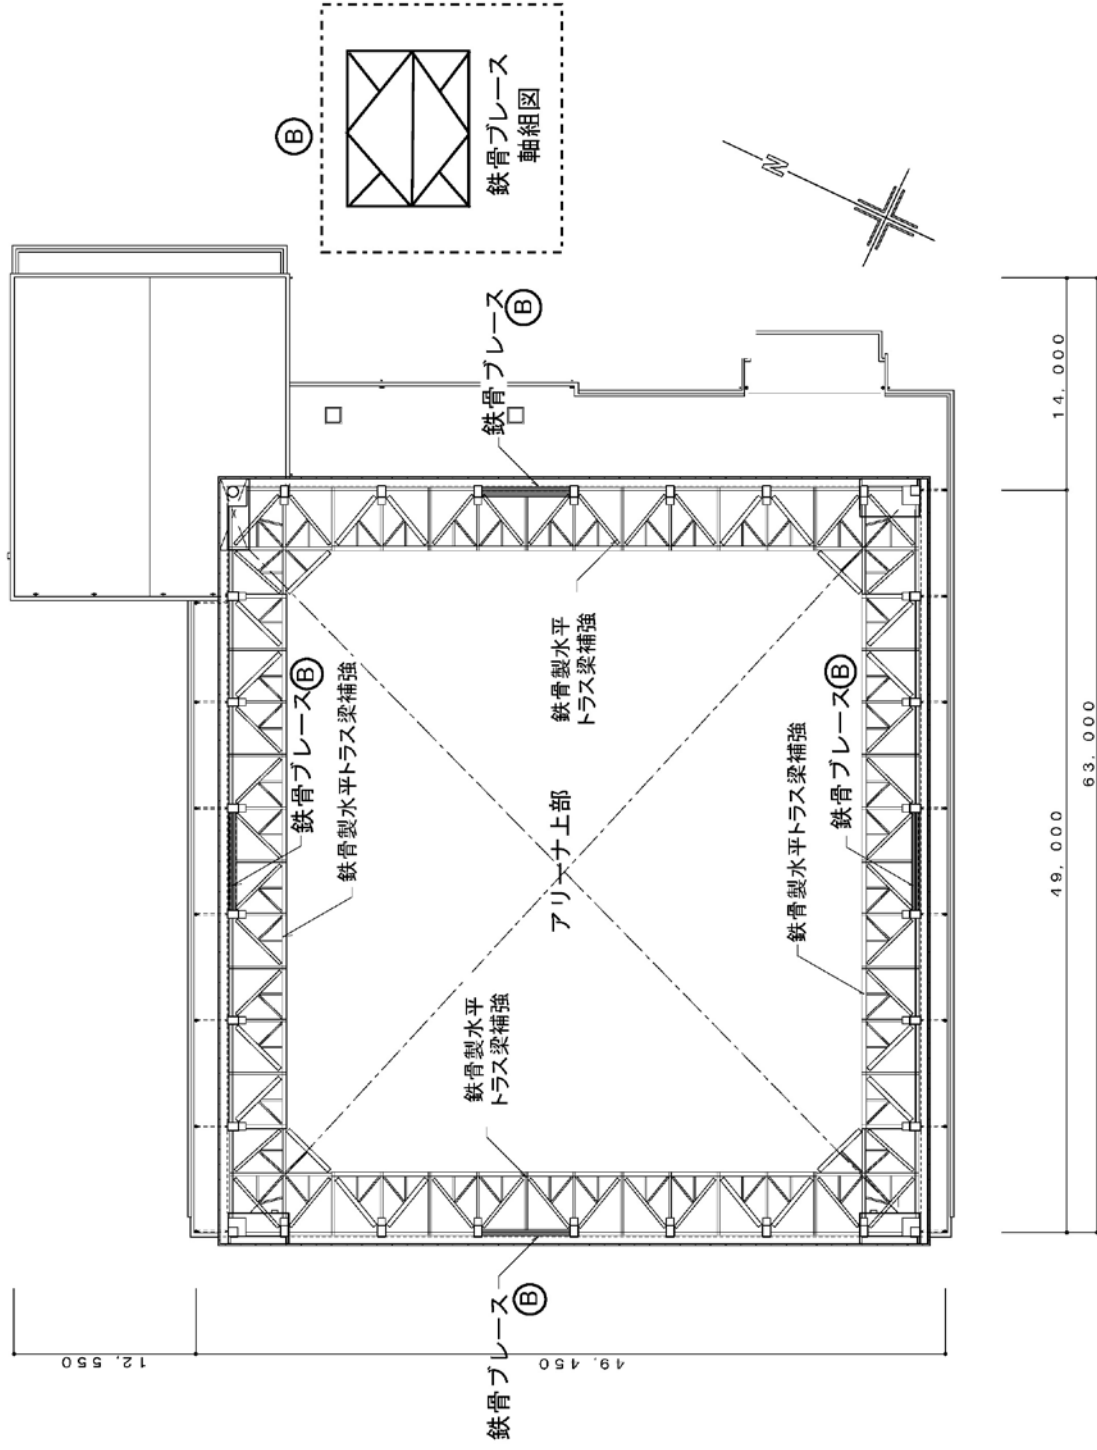 Ⓑ
鉄骨ブレース
軸組図
N
鉄骨ブレース
Ⓑ
14,000
鉄骨ブレースⒷ
鉄骨製水平トラス梁補強
鉄骨製水平
トラス梁補強
鉄骨ブレースⒷ
鉄骨製水平トラス梁補強
アリーナ上部
63,000
49,000
鉄骨製水平
トラス梁補強
鉄骨ブレース
Ⓑ
12,550
49,450